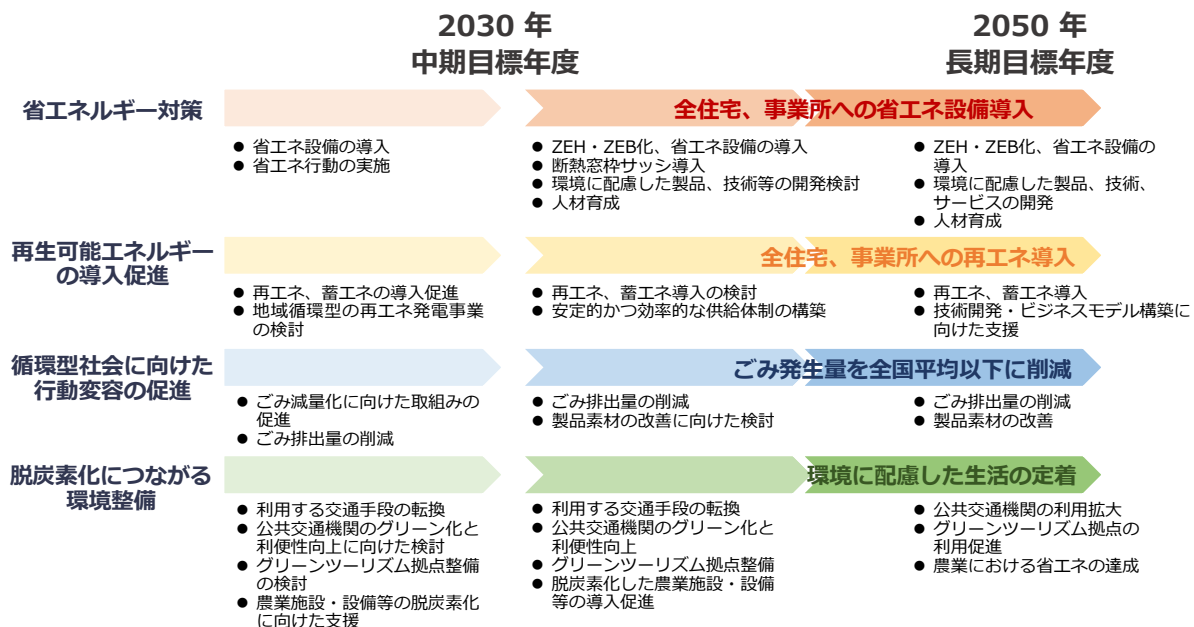 2030 年
中期目標年度
2050 年
長期目標年度
省エネルギー対策
全住宅、事業所への省エネ設備導入
● 省エネ設備の導入
● 省エネ行動の実施
● ZEH・ZEB化、省エネ設備の導入
● 断熱窓枠サッシ導入
● 環境に配慮した製品、技術等の開発検討
● 人材育成
● ZEH・ZEB化、省エネ設備の
導入
● 環境に配慮した製品、技術、
サービスの開発
● 人材育成
再生可能エネルギー
の導入促進
全住宅、事業所への再エネ導入
● 再エネ、蓄エネの導入促進
● 地域循環型の再エネ発電事業
の検討
● 再エネ、蓄エネ導入の検討
● 安定的かつ効率的な供給体制の構築
● 再エネ、蓄エネ導入
● 技術開発・ビジネスモデル構築に
向けた支援
循環型社会に向けた
行動変容の促進
ごみ発生量を全国平均以下に削減
● ごみ減量化に向けた取組みの
促進
● ごみ排出量の削減
● ごみ排出量の削減
● 製品素材の改善に向けた検討
● ごみ排出量の削減
● 製品素材の改善
脱炭素化につながる
環境整備
環境に配慮した生活の定着
● 利用する交通手段の転換
● 公共交通機関のグリーン化と
利便性向上に向けた検討
● グリーンツーリズム拠点整備
の検討
● 農業施設・設備等の脱炭素化
に向けた支援
● 利用する交通手段の転換
● 公共交通機関のグリーン化と
利便性向上
● グリーンツーリズム拠点整備
● 脱炭素化した農業施設・設備
等の導入促進
● 公共交通機関の利用拡大
● グリーンツーリズム拠点の
利用促進
● 農業における省エネの達成